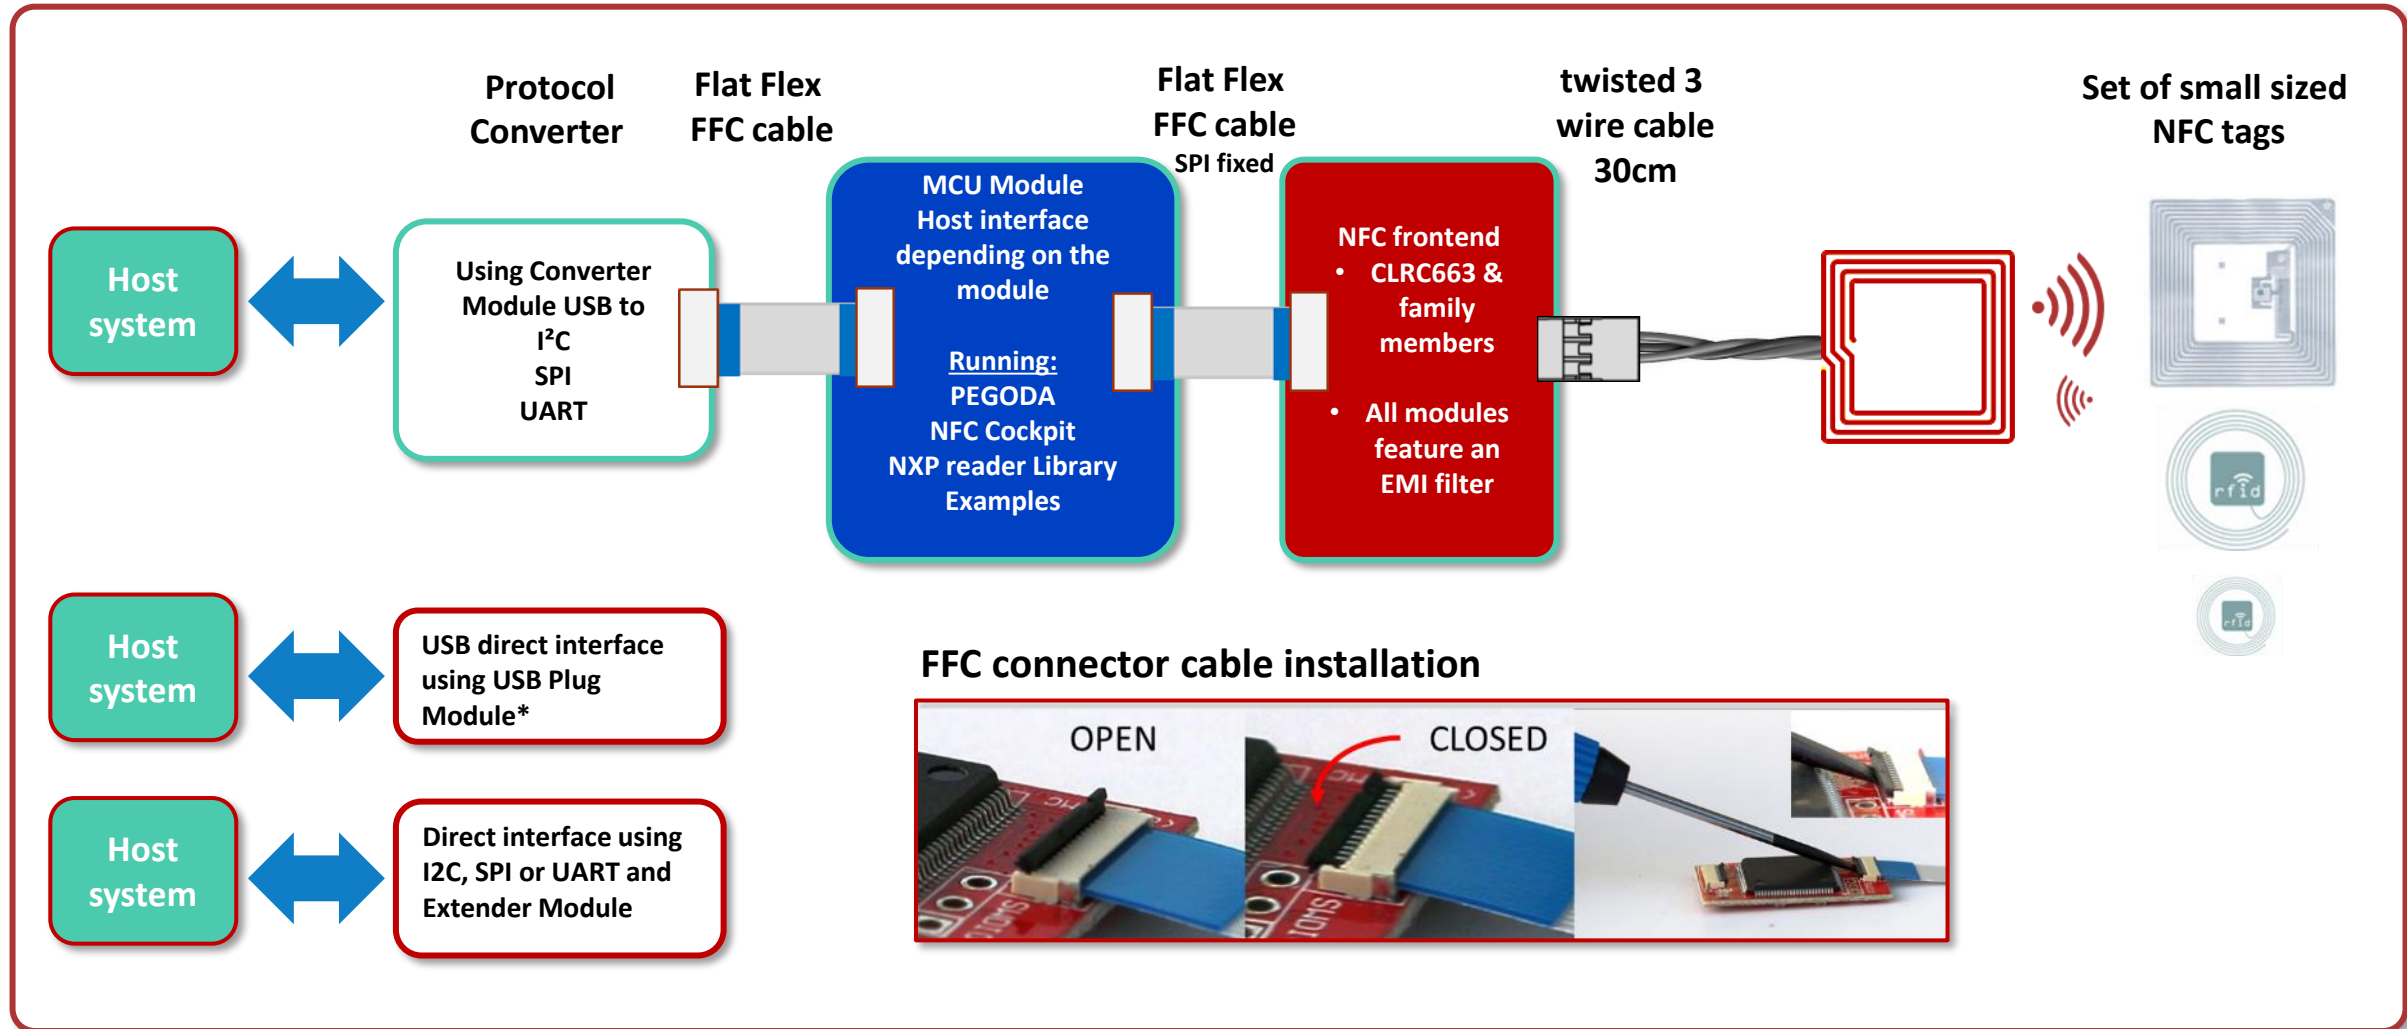 Protocol
Converter
Flat Flex
FFC cable
Flat Flex
FFC cable
SPI fixed
twisted 3
wire cable
30cm
Set of small sized
NFC tags
Host
system
Using Converter
Module USB to
I²C
SPI
UART
MCU Module
Host interface
depending on the
module
Running:
PEGODA
NFC Cockpit
NXP reader Library
Examples
NFC frontend
• CLRC663 &
family
members
• All modules
feature an
EMI filter
rfid
rfid
Host
system
USB direct interface
using USB Plug
Module*
Host
system
Direct interface using
I2C, SPI or UART and
Extender Module
FFC connector cable installation
OPEN
CLOSED